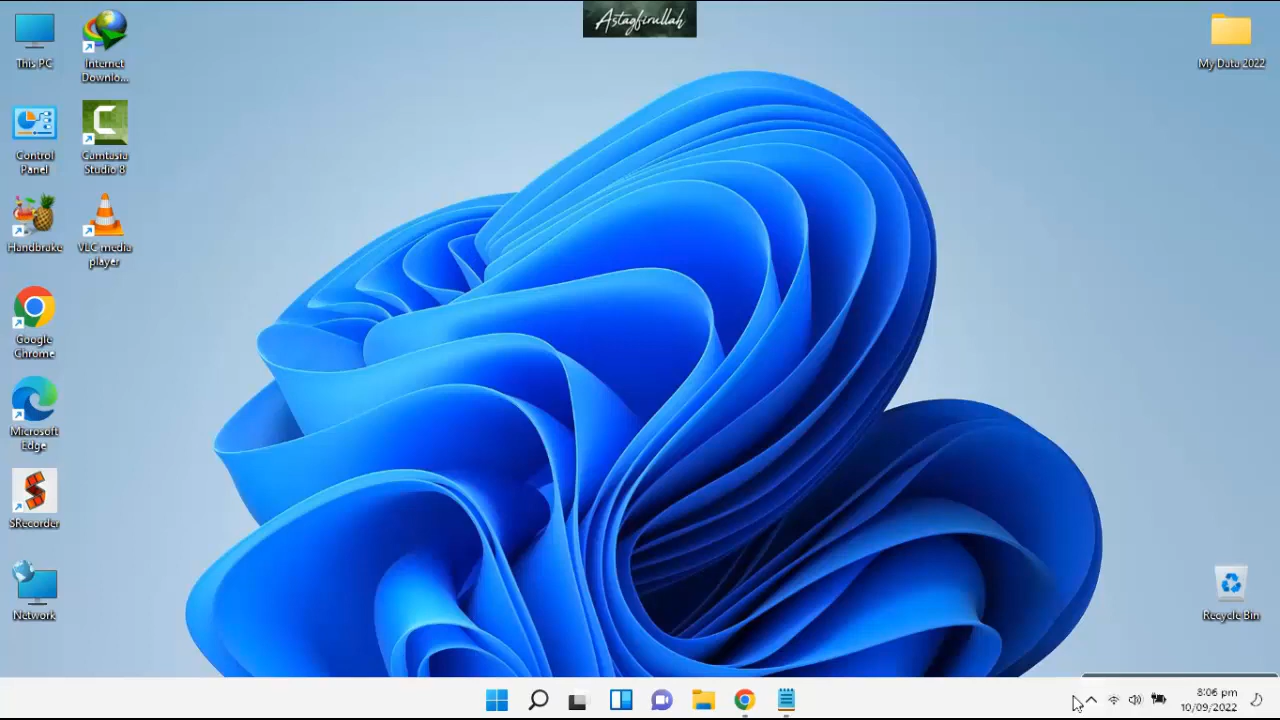 Astagfirullah
This PC
Internet
Downlo...
My Data 2022
Control
Panel
Camtasia
Studio 8
Handbrake
VLC media
player
Google
Chrome
Microsoft
Edge
SRecorder
Network
Recycle Bin
8:06 pm
10/09/2022